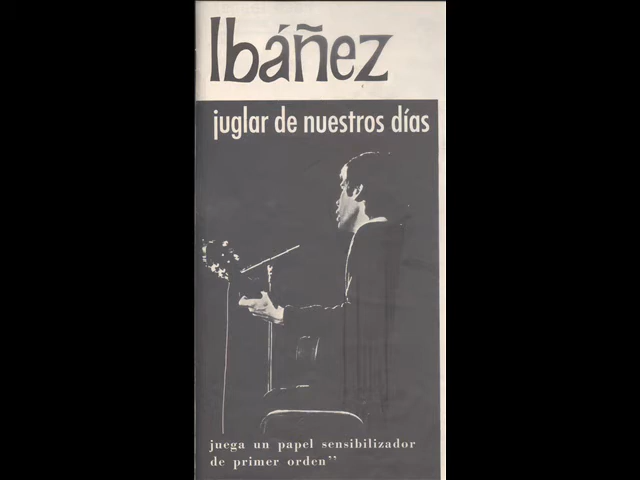 Ibáñez
juglar de nuestros días
juega un papel sensibilizador
de primer orden”